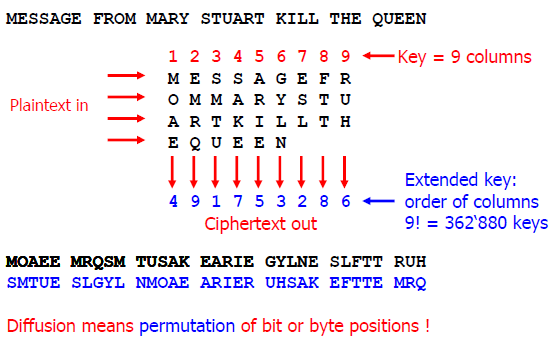 MESSAGE FROM MARY STUART KILL THE QUEEN
1 2 3 4 5 6 7 8 9 Key = 9 columns
M E S S A G E F R
Plaintext in
O M M A R Y S T U
A R T K I L L T H
E Q U E E N
4 9 1 7 5 3 2 8 6
Extended key:
order of columns
9! = 362'880 keys
Ciphertext out
MOAEE MRQSM TUSAK EARIE GYLNE SLFTT RUH
SMTUE SLGYL NMOAE ARIER UHSAK EFTTE MRQ
Diffusion means permutation of bit or byte positions !